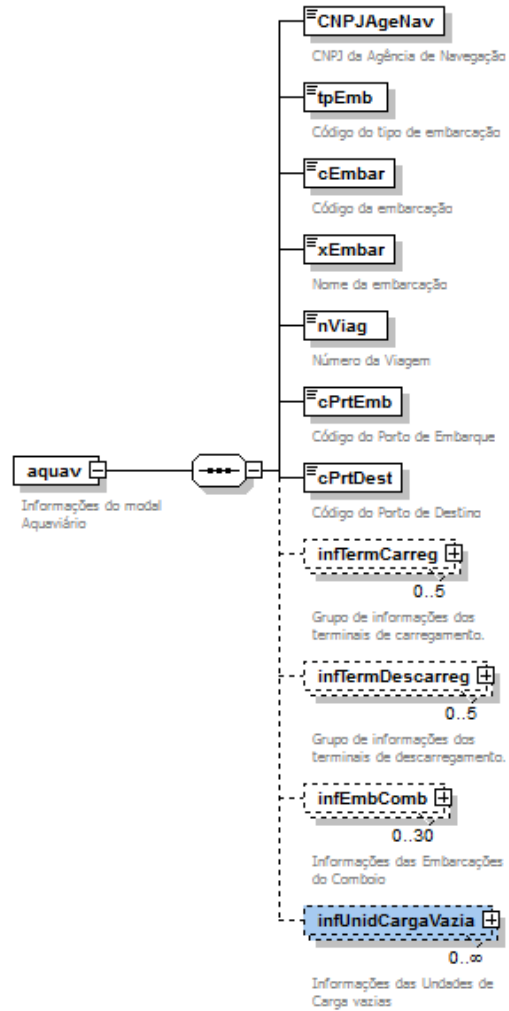 CNPJAgeNav
CNPJ da Agência de Navegação
tpEmb
Código do tipo de embarcação
cEmbar
Código da embarcação
xEmbar
Nome da embarcação
nViag
Número da Viagem
cPrtEmb
Código do Porto de Embarque
aquav
Informações do modal
Aquaviário
cPrtDest
Código do Porto de Destino
infTermCarreg
0..5
Grupo de informações dos
terminais de carregamento.
infTermDescarreg
0..5
Grupo de informações dos
terminais de descarregamento.
infEmbComb
0..30
Informações das Embarcações
do Comboio
infUnidCargaVazia
0..∞
Informações das Undades de
Carga vazias